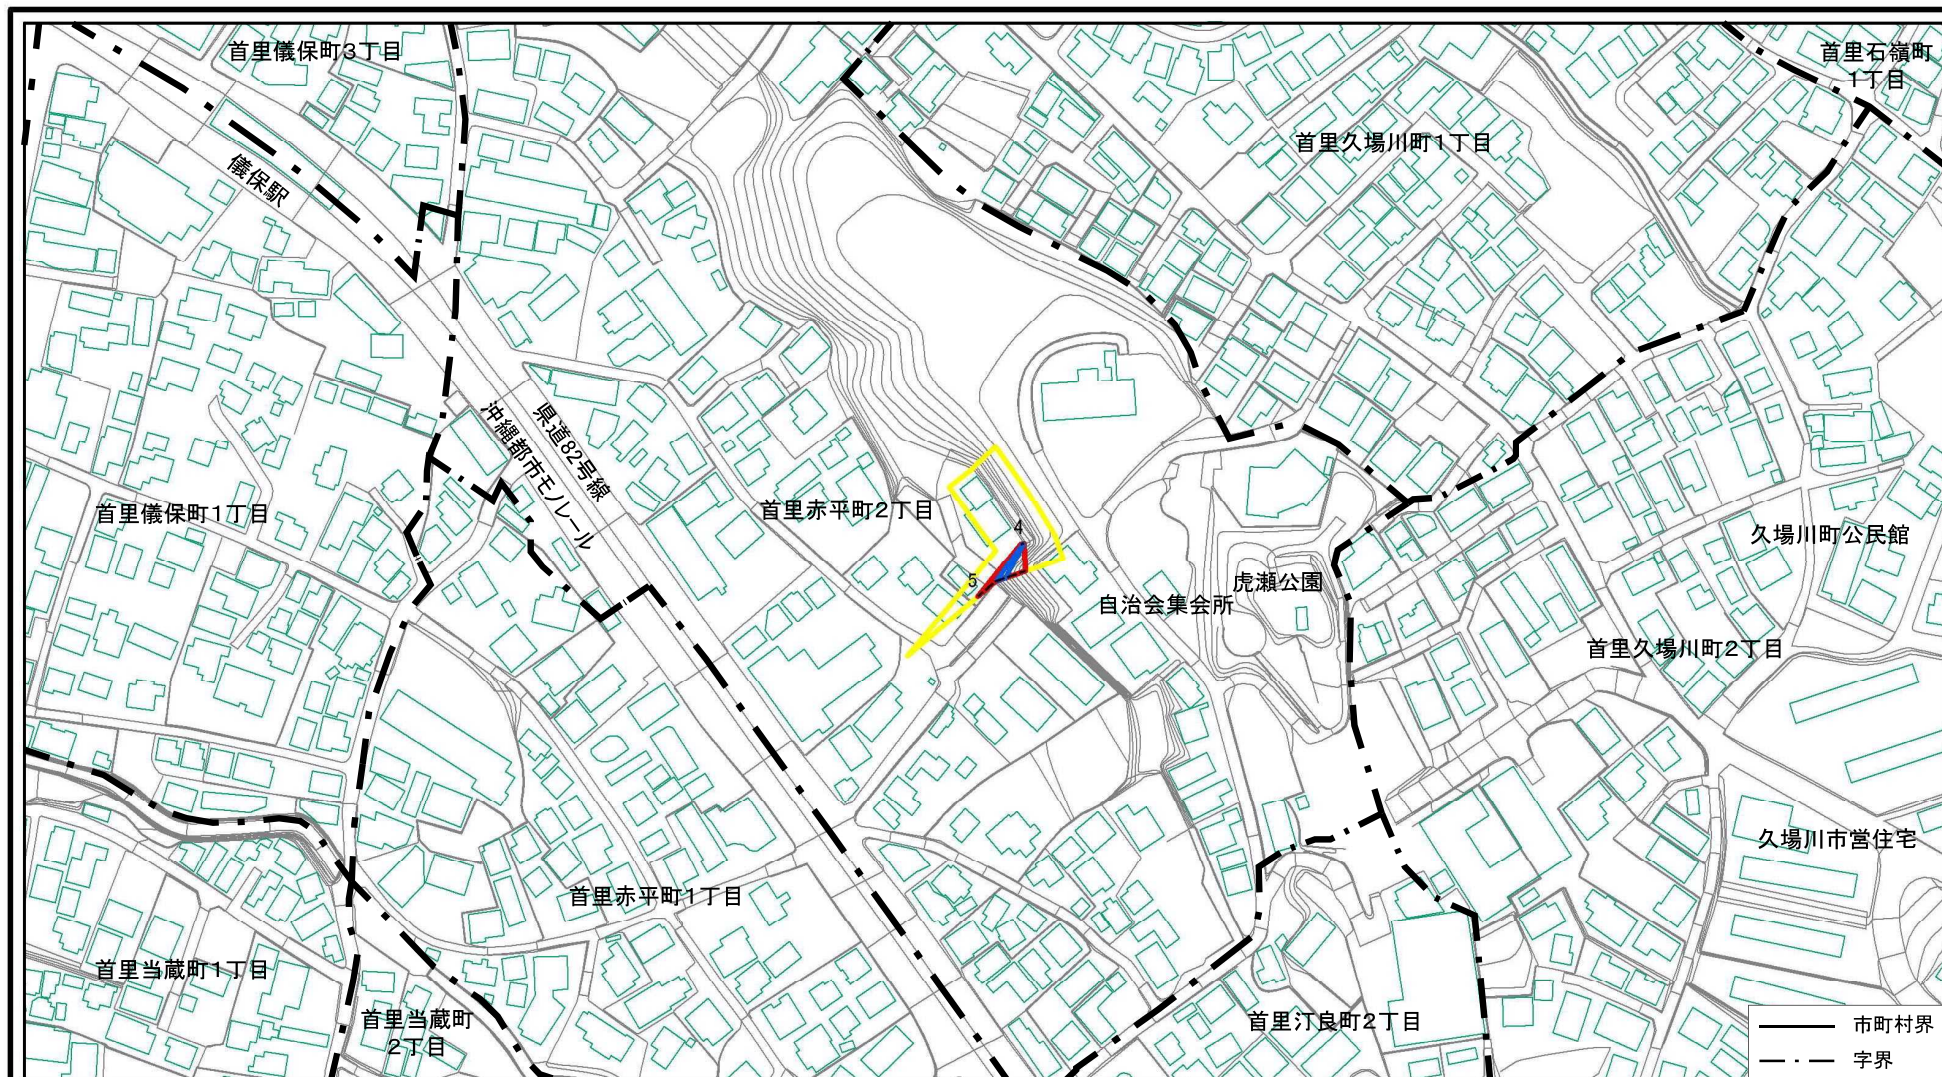 首里儀保町3丁目
首里石嶺町
1丁目
首里久場川町1丁目
儀保駅
県道82号線
沖縄都市モノレール
首里儀保町1丁目
首里赤平町2丁目
4
久場川町公民館
5
虎瀬公園
自治会集会所
首里久場川町2丁目
久場川市営住宅
首里赤平町1丁目
首里当蔵町1丁目
首里当蔵町
2丁目
首里汀良町2丁目
市町村界
字界